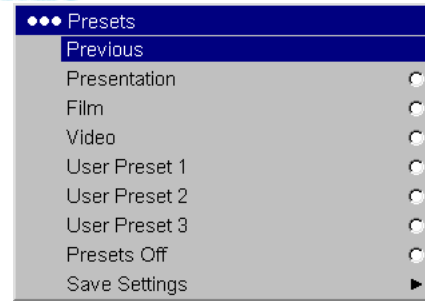 Presets
Previous
Presentation
Film
Video
User Preset 1
User Preset 2
User Preset 3
Presets Off
Save Settings